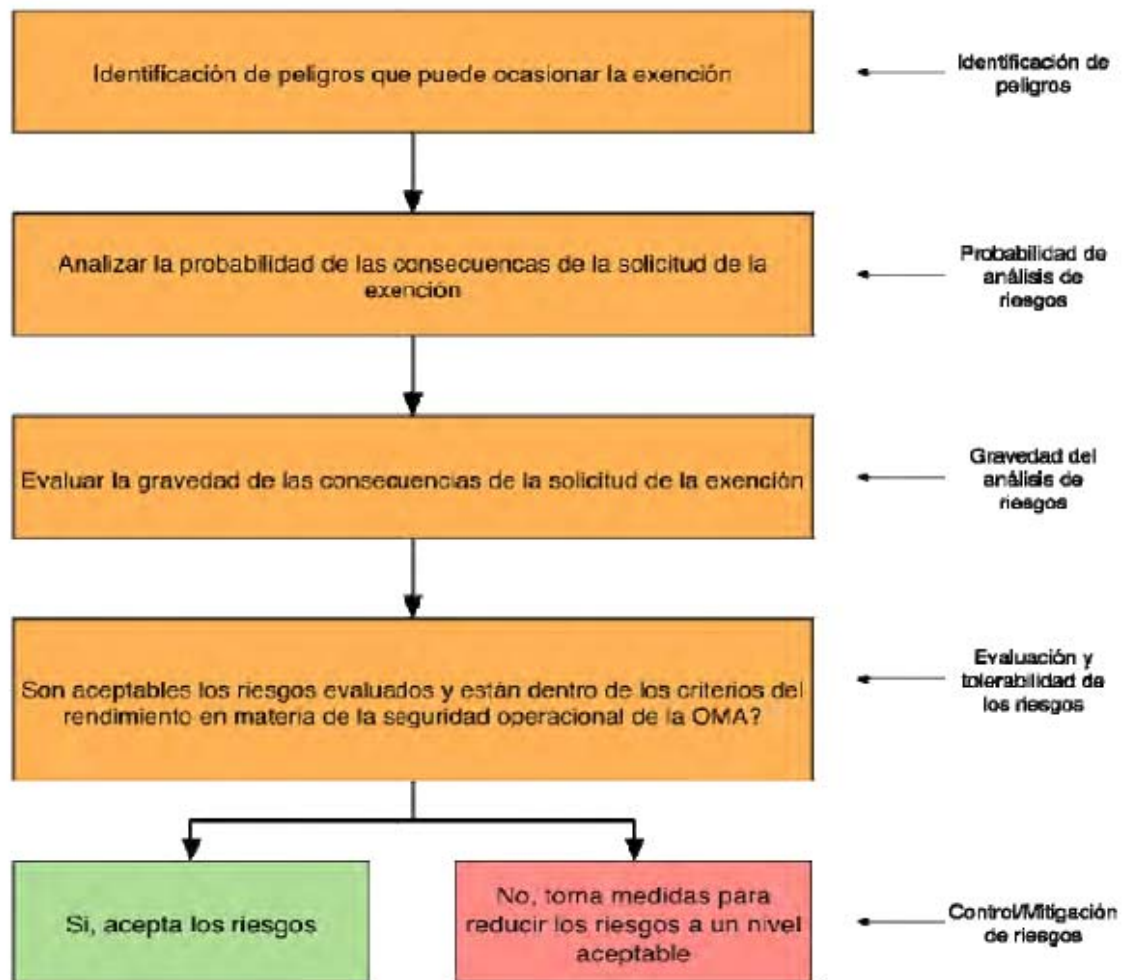 Identificación de peligros que puede ocasionar la exención
Identificación de
peligros
Analizar la probabilidad de las consecuencas de la solicitud de la
exención
Probabilidad de
análisis de
riesgos
Evaluar la gravedad de las consecuencias de la solicitud de la exención
Gravedad del
análisis de
riesgos
Son aceptables los riesgos evaluados y están dentro de los criterios del
rendimiento en materia de la seguridad operacional de la OMA?
Evaluación y
tolerabilidad de
los riesgos
Si, acepta los riesgos
No, toma medidas para
reducir los riesgos a un nivel
aceptable
Control/Mitigación
de riesgos